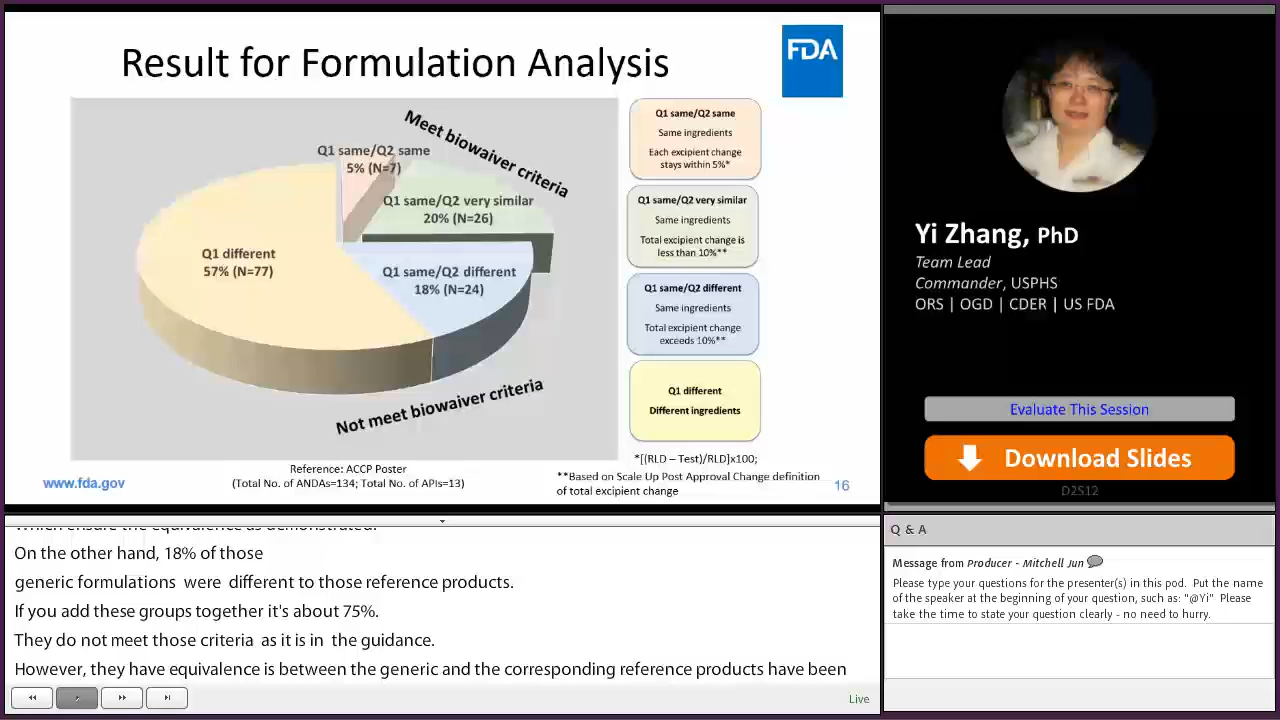 Result for Formulation Analysis
FDA
Meet biowaiver criteria
Q1 same/Q2 same
5% (N=7)
Q1 same/Q2 very similar
20% (N=26)
Q1 different
57% (N=77)
Q1 same/Q2 different
18% (N=24)
Not meet biowaiver criteria
Q1 same/Q2 same
Same ingredients
Each excipient change
stays within 5%*
Q1 same/Q2 very similar
Same ingredients
Total excipient change is
less than 10%**
Q1 same/Q2 different
Same ingredients
Total excipient change
exceeds 10%**
Q1 different
Different ingredients
*[(RLD – Test)/RLD]x100;
**Based on Scale Up Post Approval Change definition
of total excipient change
Reference: ACCP Poster
(Total No. of ANDAs=134; Total No. of APIs=13)
www.fda.gov
16
Yi Zhang, PhD
Team Lead
Commander, USPHS
ORS | OGD | CDER | US FDA
Evaluate This Session
Download Slides
D2S12
Which ensure the equivalence as demonstrated.
On the other hand, 18% of those
generic formulations were different to those reference products.
If you add these groups together it's about 75%.
They do not meet those criteria as it is in the guidance.
However, they have equivalence is between the generic and the corresponding reference products have been
Live
Q & A
Message from Producer - Mitchell Jun
Please type your questions for the presenter(s) in this pod. Put the name
of the speaker at the beginning of your question, such as: "@Yi" Please
take the time to state your question clearly - no need to hurry.